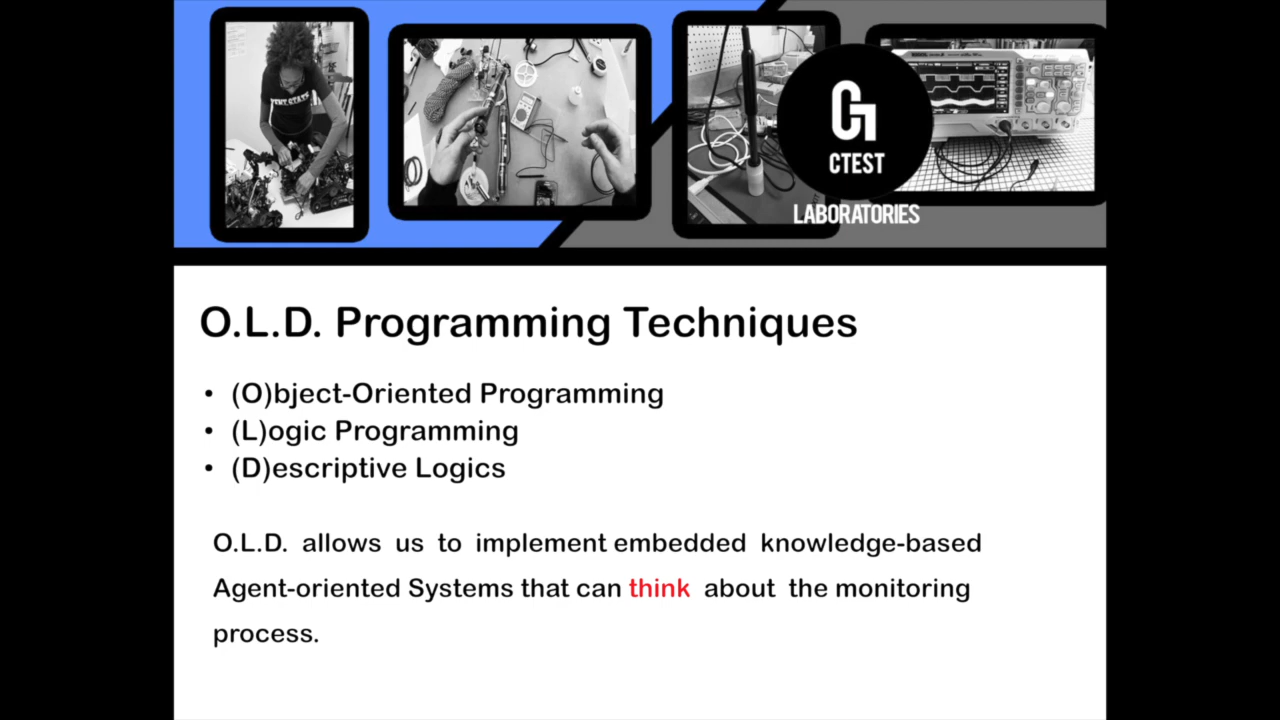 CTEST
LABORATORIES
O.L.D. Programming Techniques
• (O)bject-Oriented Programming
• (L)ogic Programming
• (D)escriptive Logics
O.L.D. allows us to implement embedded knowledge-based
Agent-oriented Systems that can think about the monitoring
process.